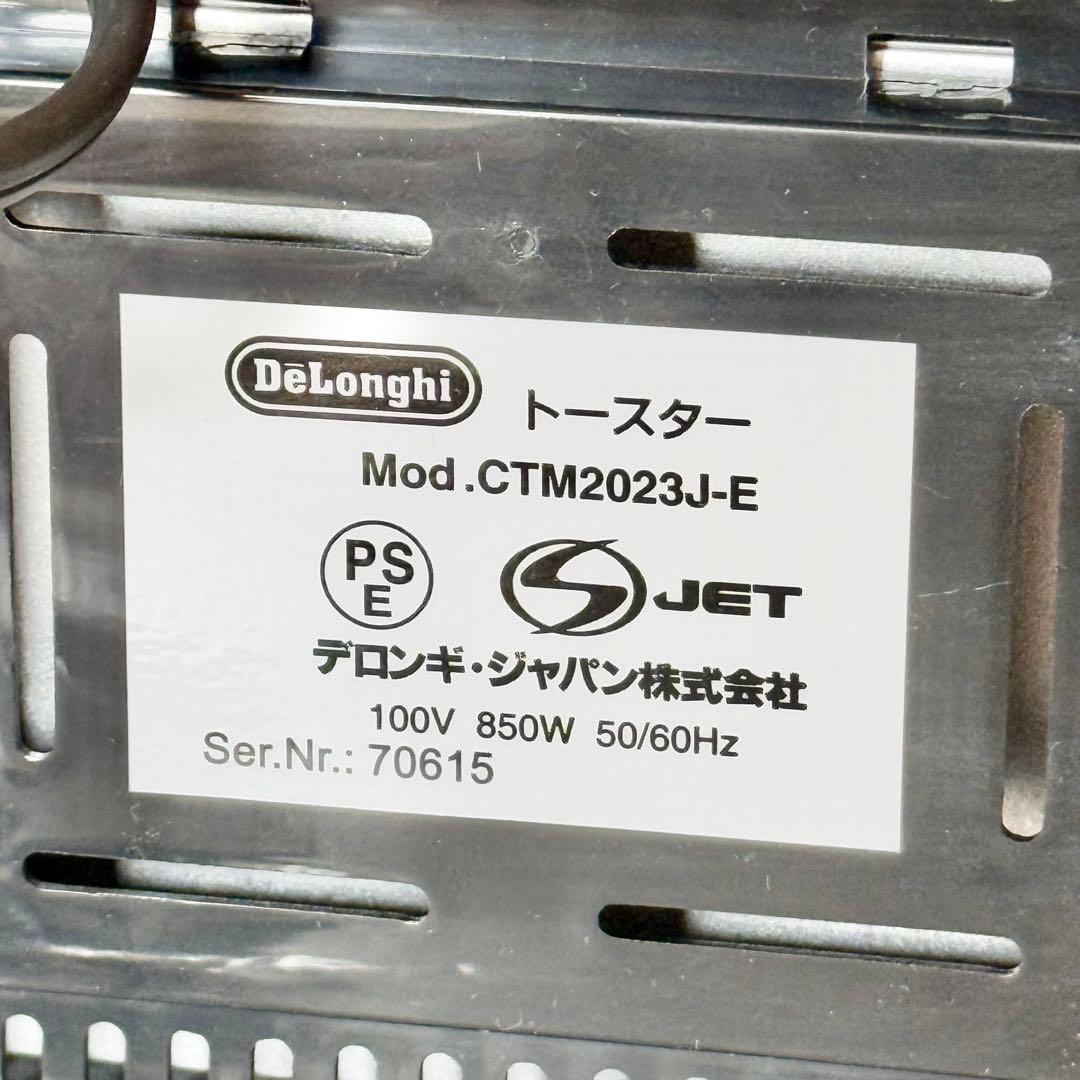 DēLonghi トースター
Mod.CTM2023J-E
PS
E
S JET
デロンギ・ジャパン株式会社
100V 850W 50/60Hz
Ser.Nr.: 70615